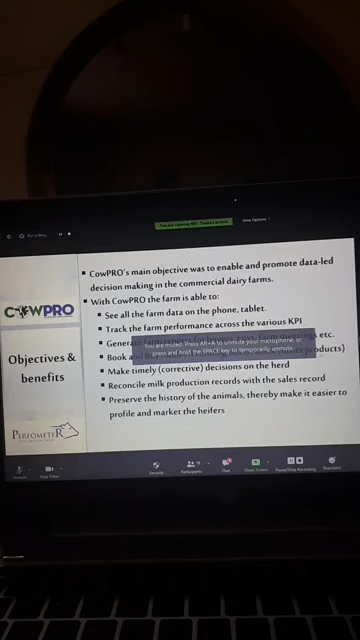 Recording...
View Options
CowPRO's main objective was to enable and promote data-led
decision making in the commercial dairy farms.
With CowPRO the farm is able to:
See all the farm data on the phone, tablet.
Track the farm performance across the various KPI
Generate farm reports for etc.
You are muted. Press Alt+A to unmute your microphone, or
press and hold the SPACE key to temporarily unmute.
Book and products)
Make timely (corrective) decisions on the herd
Reconcile milk production records with the sales record
Preserve the history of the animals, thereby make it easier to
profile and market the heifers
COWPRO
Objectives &
benefits
PERFOMETER
Unmute
Stop Video
Security
Participants
Chat
Share Screen
Pause/Stop Recording
Reactions